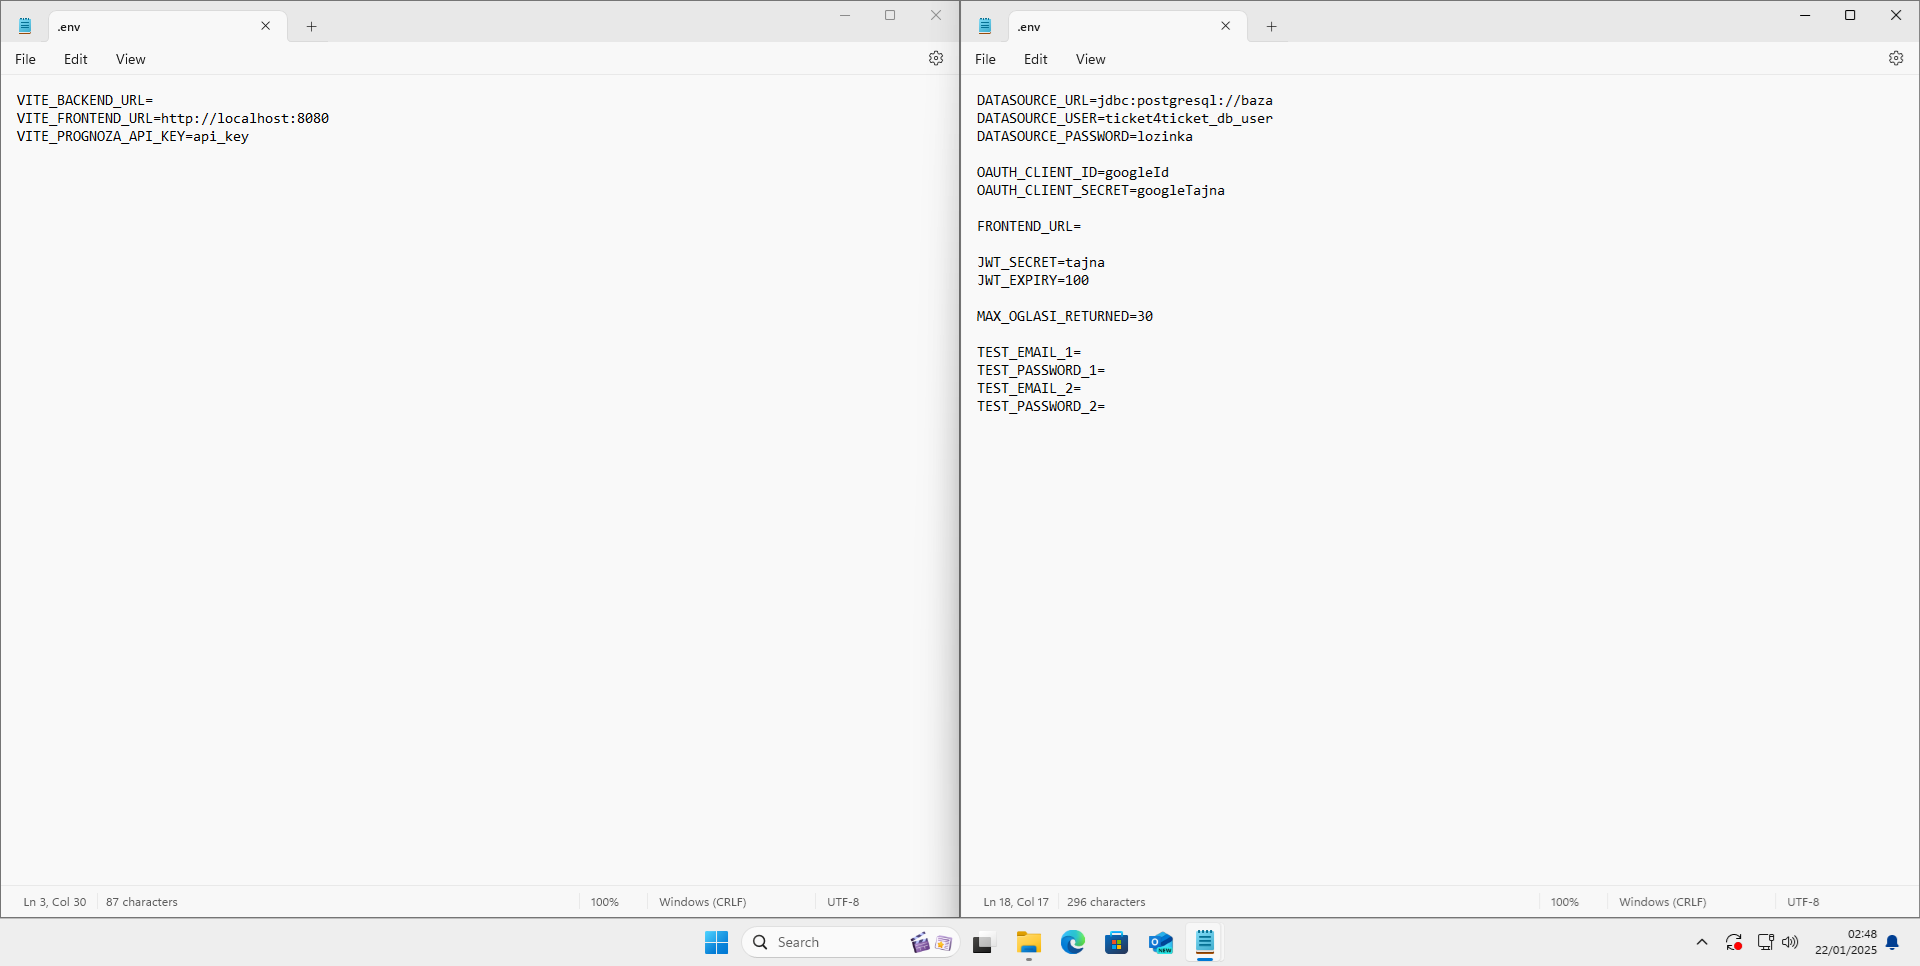 .env
File Edit View
VITE_BACKEND_URL=
VITE_FRONTEND_URL=http://localhost:8080
VITE_PROGNOZA_API_KEY=api_key
Ln 3, Col 30 87 characters 100% Windows (CRLF) UTF-8
.env
File Edit View
DATASOURCE_URL=jdbc:postgresql://baza
DATASOURCE_USER=ticket4ticket_db_user
DATASOURCE_PASSWORD=lozinka
OAUTH_CLIENT_ID=googleId
OAUTH_CLIENT_SECRET=googleTajna
FRONTEND_URL=
JWT_SECRET=tajna
JWT_EXPIRY=100
MAX_OGLASI_RETURNED=30
TEST_EMAIL_1=
TEST_PASSWORD_1=
TEST_EMAIL_2=
TEST_PASSWORD_2=
Ln 18, Col 17 296 characters 100% Windows (CRLF) UTF-8
Search
NEW
02:48
22/01/2025